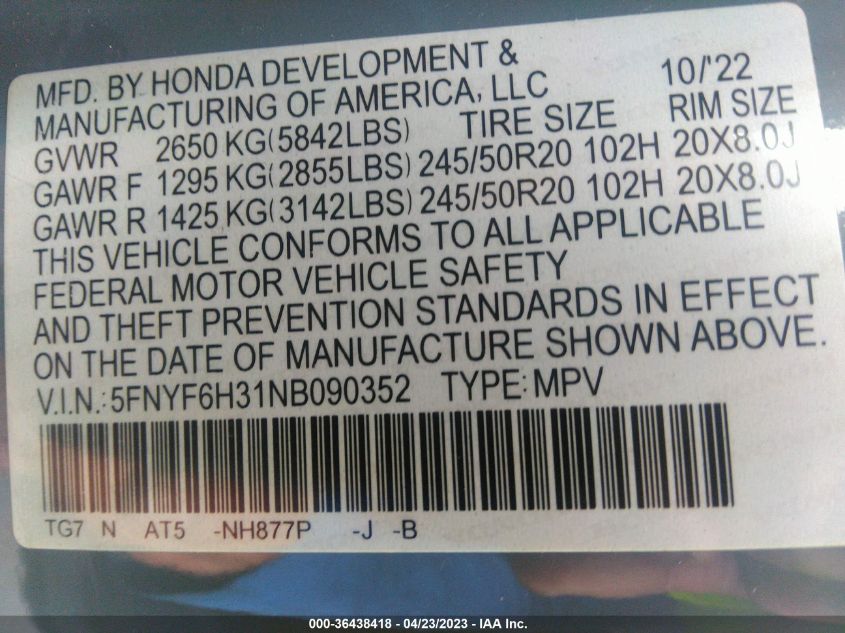 MFD. BY HONDA DEVELOPMENT &
MANUFACTURING OF AMERICA, LLC 10/'22
GVWR 2650 KG(5842LBS) TIRE SIZE RIM SIZE
GAWR F 1295 KG(2855LBS) 245/50R20 102H 20X8.0J
GAWR R 1425 KG(3142LBS) 245/50R20 102H 20X8.0J
THIS VEHICLE CONFORMS TO ALL APPLICABLE
FEDERAL MOTOR VEHICLE SAFETY
AND THEFT PREVENTION STANDARDS IN EFFECT
ON THE DATE OF MANUFACTURE SHOWN ABOVE.
V.I.N.:5FNYF6H31NB090352 TYPE:MPV
TG7 N AT5 -NH877P -J -B
000-36438418 - 04/23/2023 - IAA Inc.